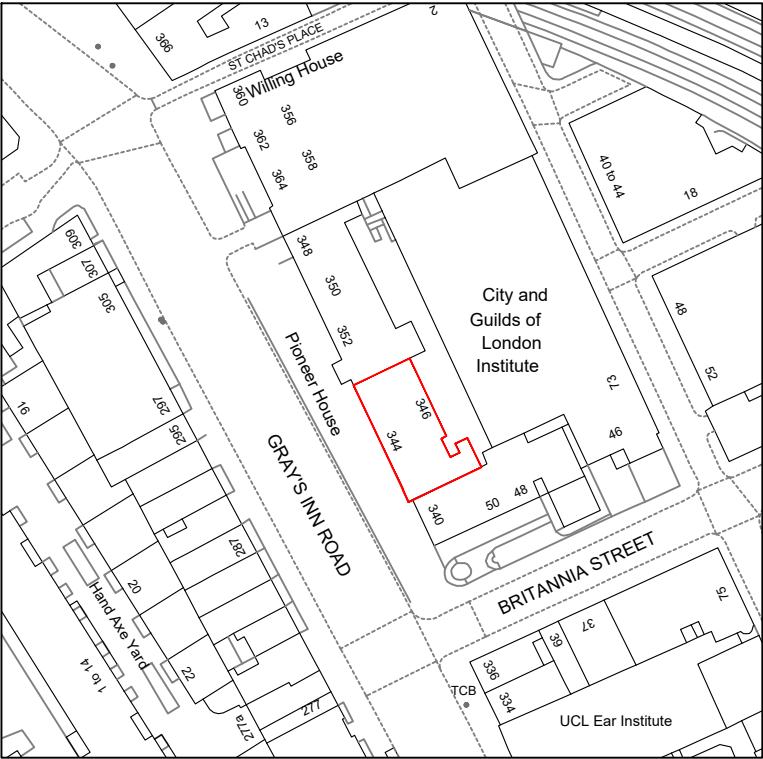 13
2
366
ST CHAD'S PLACE
Willing House
360
356
362
358
364
40 to 44
18
309
307
305
348
350
352
City and
Guilds of
London
Institute
48
52
Pioneer House
16
297
295
346
344
73
46
GRAY'S INN ROAD
340
50
48
287
BRITANNIA STREET
20
Hand Axe Yard
1 to 14
22
277a
277
75
37
39
336
334
TCB
UCL Ear Institute